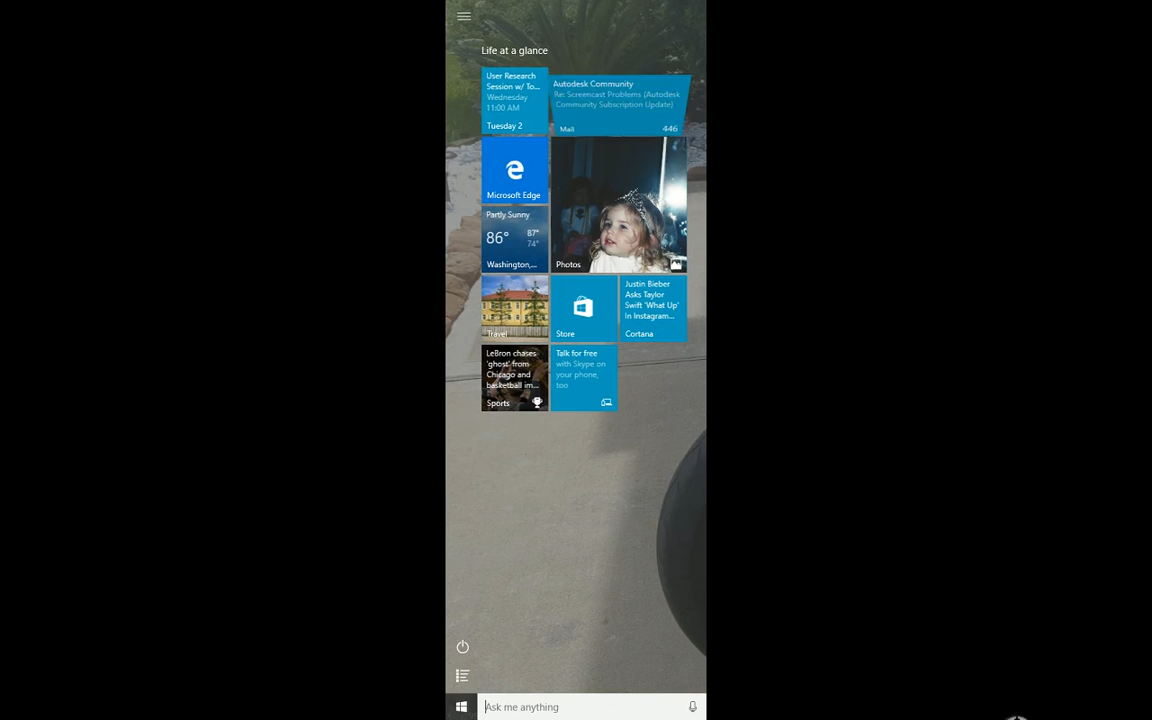 Life at a glance
User Research
Session w/ To...
Wednesday
11:00 AM
Tuesday 2
Autodesk Community
Re: Screencast Problems (Autodesk
Community Subscription Update)
Mail
446
Microsoft Edge
Partly Sunny
86°
87°
74°
Washington,...
Photos
Travel
Store
Justin Bieber
Asks Taylor
Swift 'What Up'
In Instagram...
Cortana
LeBron chases
'ghost' from
Chicago and
basketball im...
Sports
Talk for free
with Skype on
your phone,
too
Ask me anything